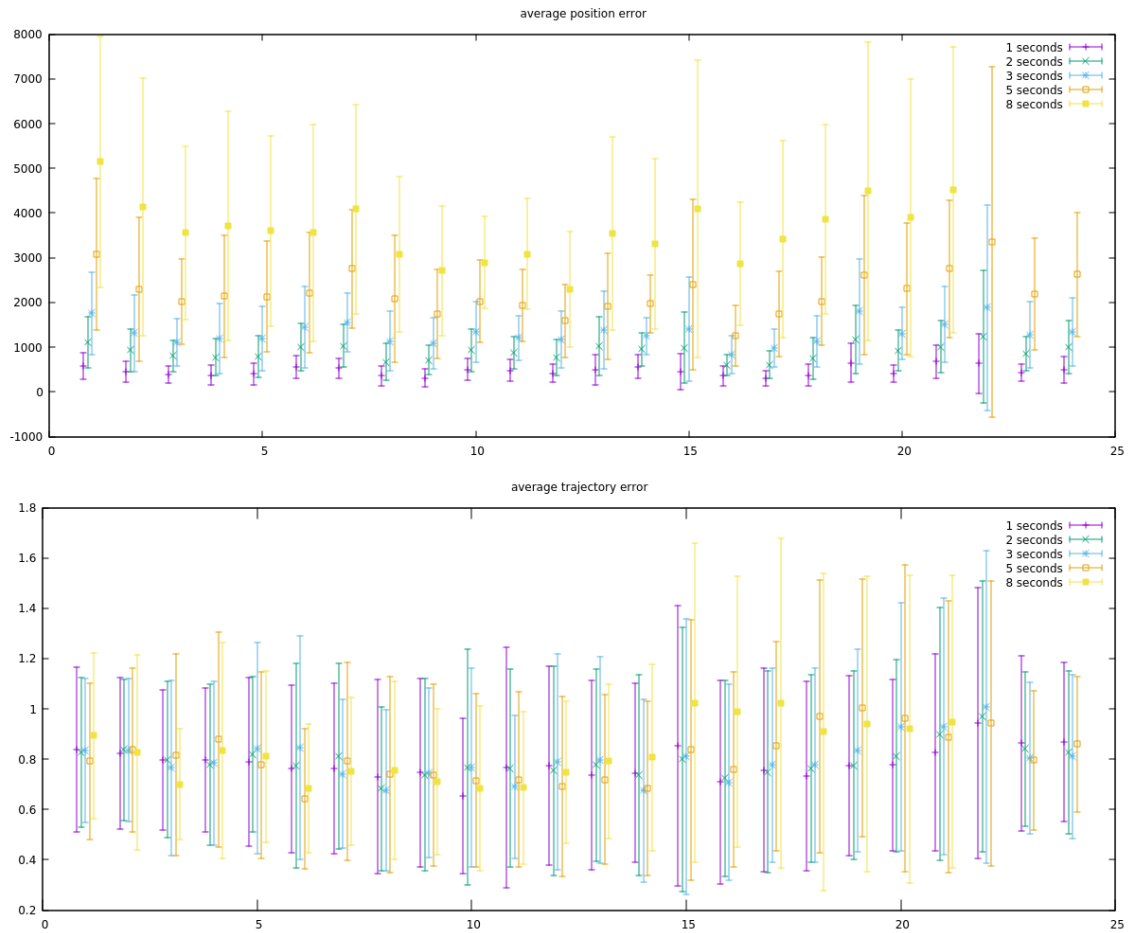 average position error
8000
7000
6000
5000
4000
3000
2000
1000
0
-1000
1 seconds
2 seconds
3 seconds
5 seconds
8 seconds
0 5 10 15 20 25
average trajectory error
1.8
1.6
1.4
1.2
1
0.8
0.6
0.4
0.2
1 seconds
2 seconds
3 seconds
5 seconds
8 seconds
0 5 10 15 20 25